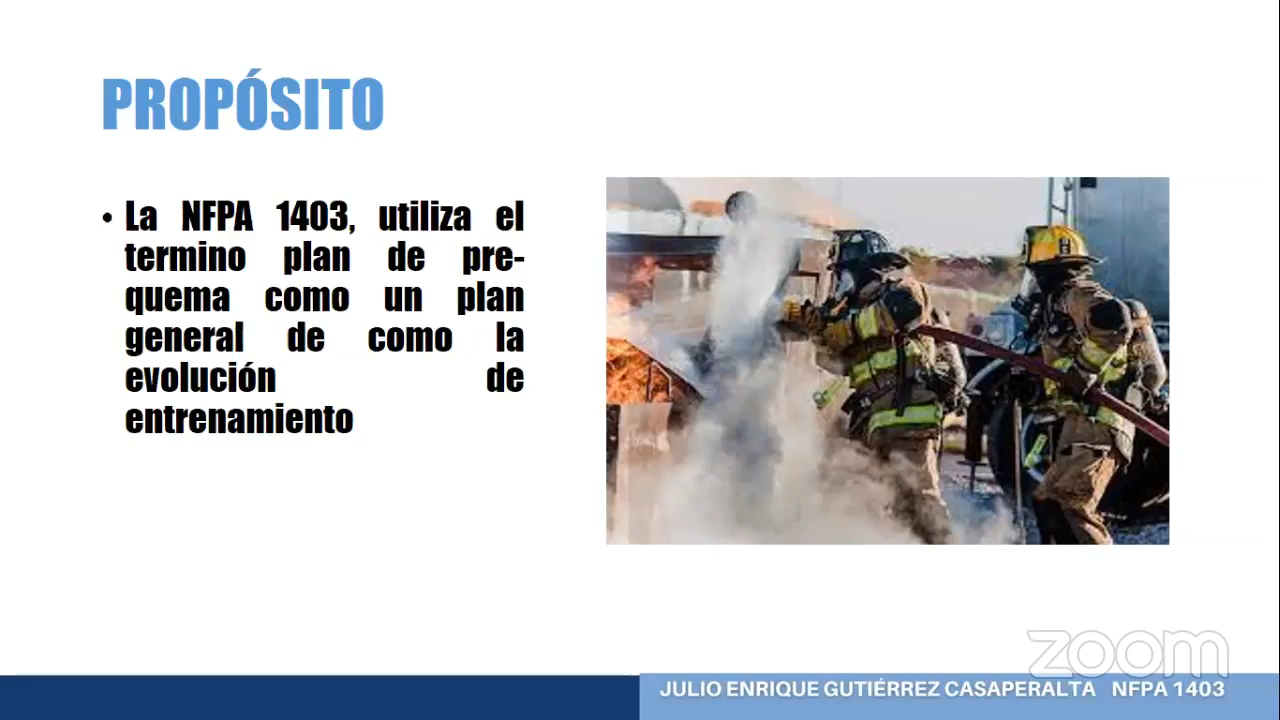 PROPÓSITO
• La NFPA 1403, utiliza el
termino plan de pre-
quema como un plan
general de como la
evolución de
entrenamiento
zoom
JULIO ENRIQUE GUTIÉRREZ CASAPERALTA NFPA 1403